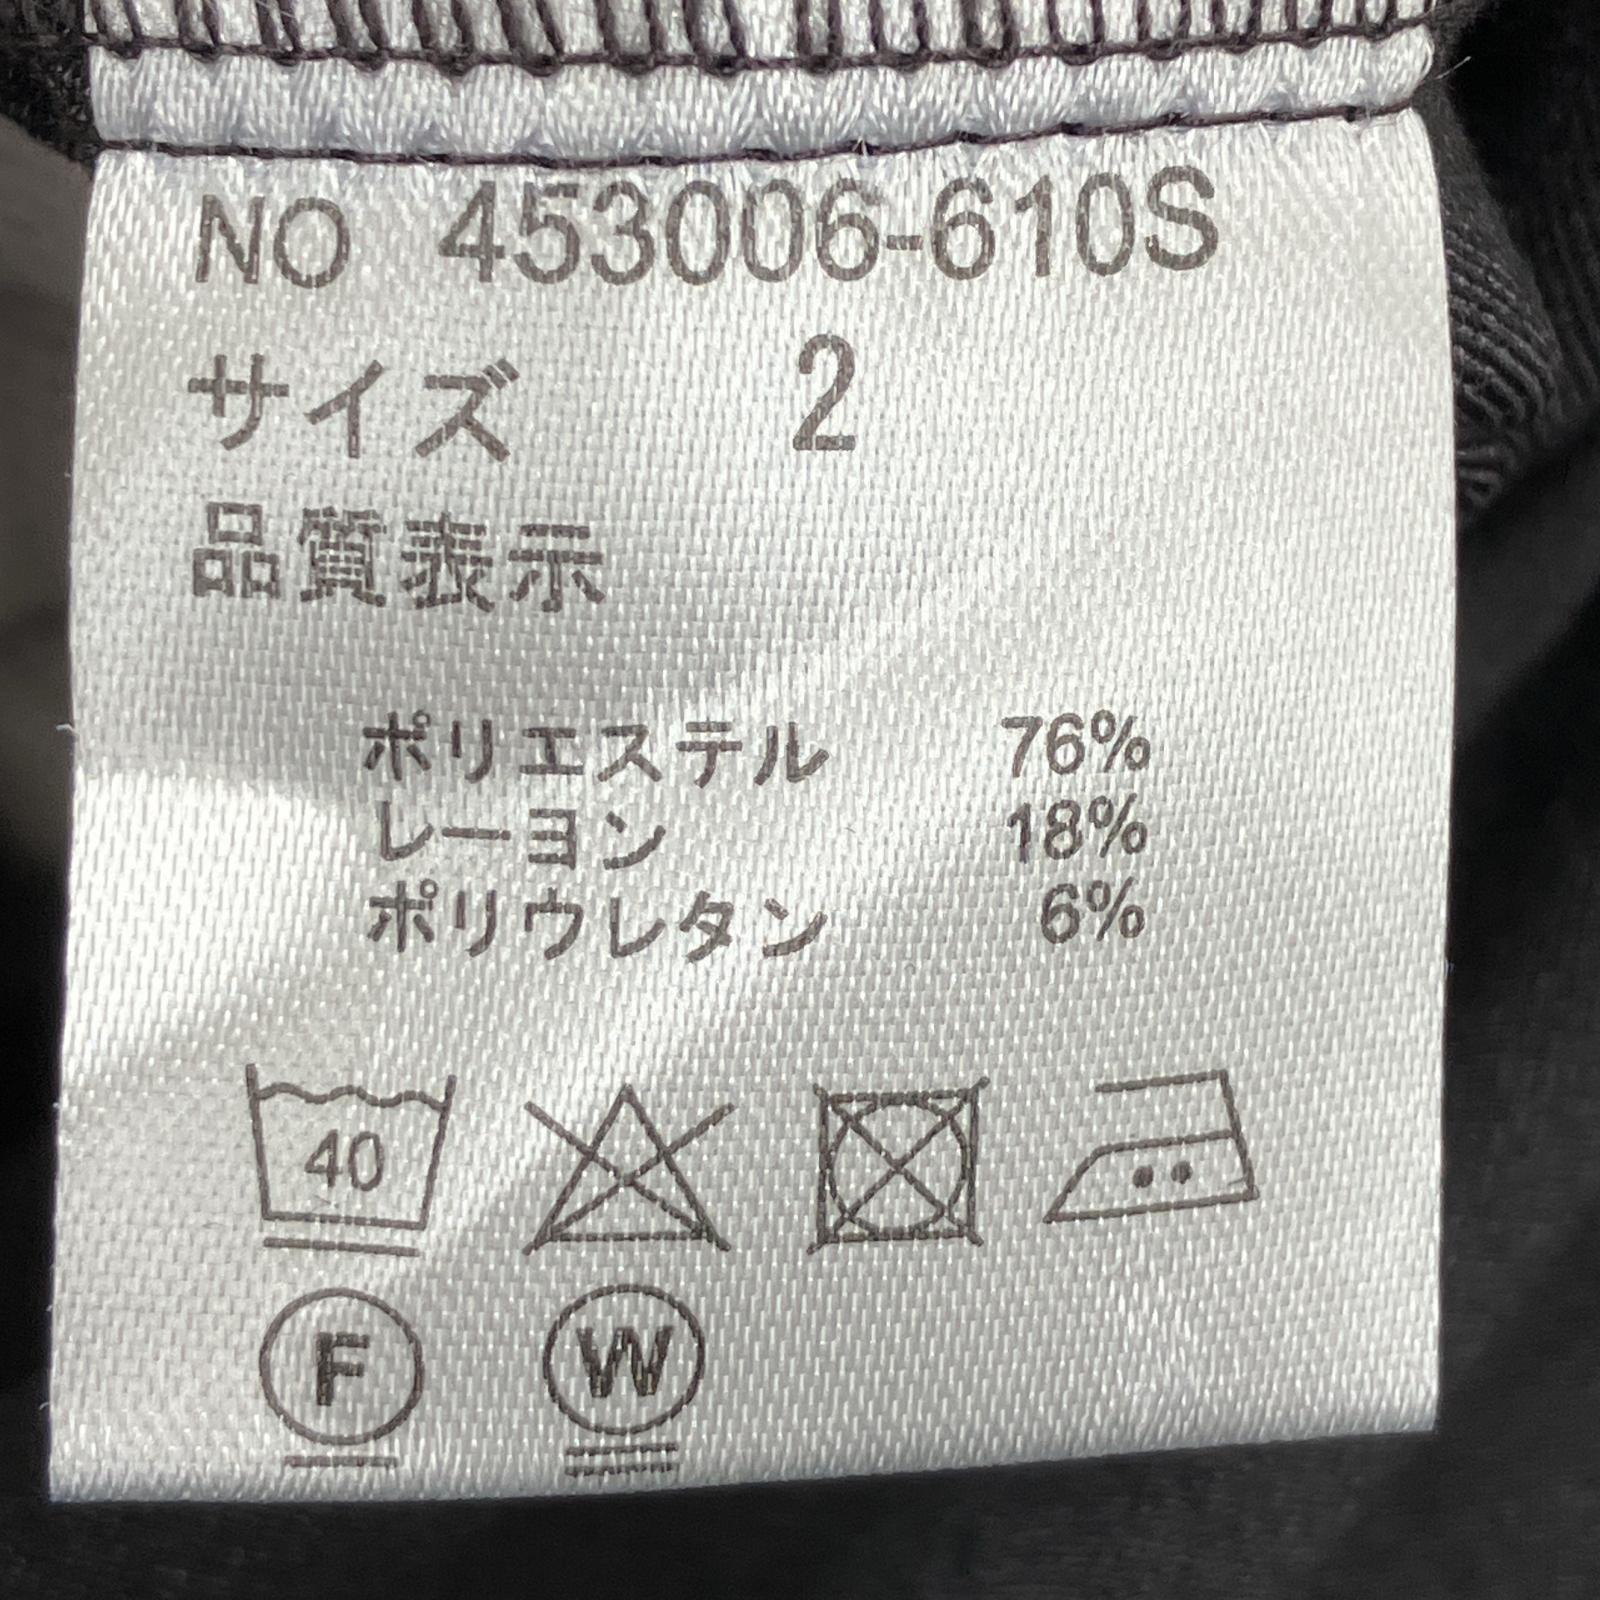 NO 453006-610S
サイズ 2
品質表示
ポリエステル 76%
レーヨン 18%
ポリウレタン 6%
40
F W